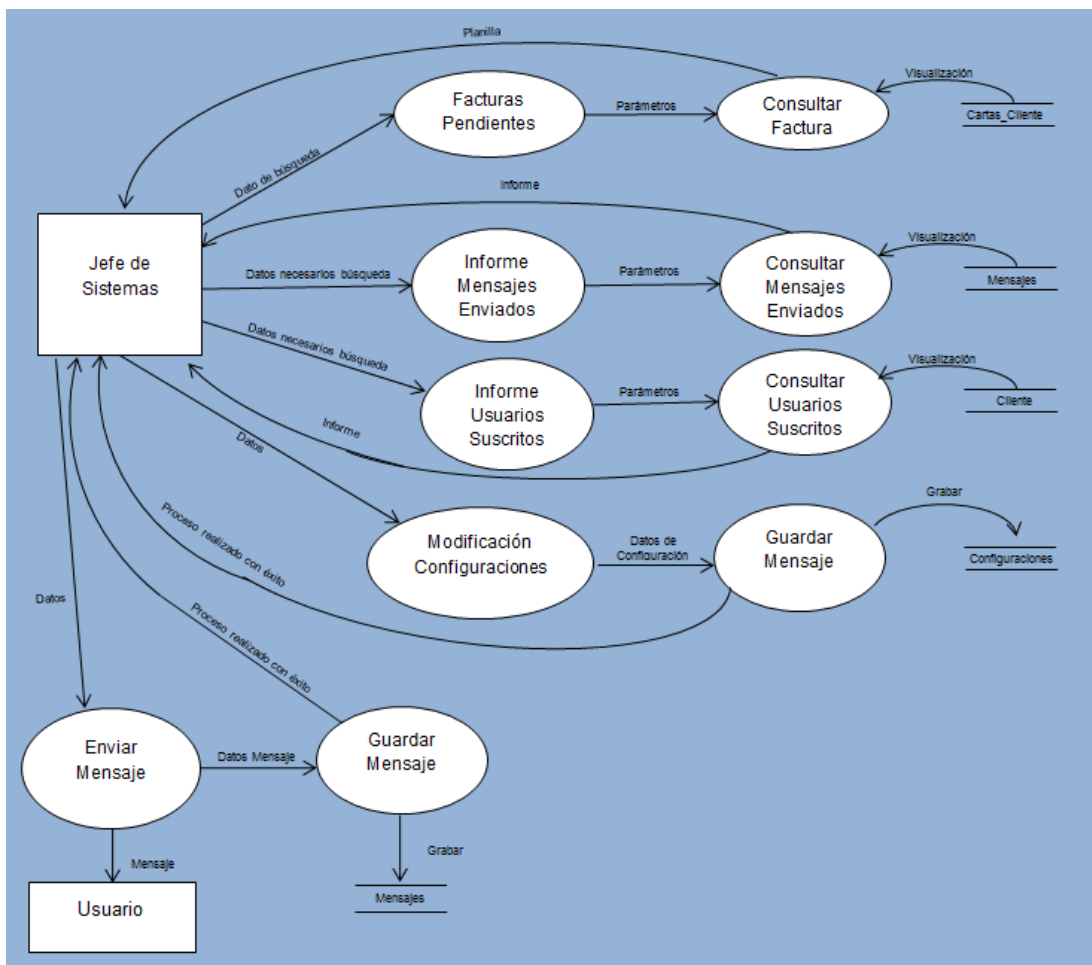 Planilla
Facturas
Pendientes
Parámetros
Consultar
Factura
Visualización
Cartas_Cliente
Dato de búsqueda
Informe
Jefe de
Sistemas
Datos necesarios búsqueda
Informe
Mensajes
Enviados
Parámetros
Consultar
Mensajes
Enviados
Visualización
Mensajes
Datos necesarios búsqueda
Informe
Usuarios
Suscritos
Parámetros
Consultar
Usuarios
Suscritos
Visualización
Cliente
Informe
Datos
Modificación
Configuraciones
Datos de
Configuración
Guardar
Mensaje
Grabar
Configuraciones
Proceso realizado con éxito
Datos
Proceso realizado con éxito
Enviar
Mensaje
Datos Mensaje
Guardar
Mensaje
Mensaje
Grabar
Usuario
Mensajes